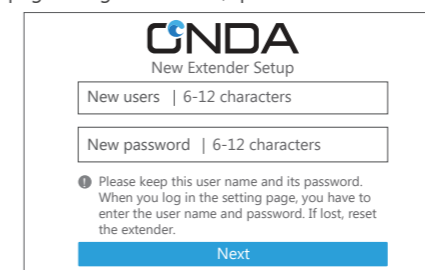 ONDA
New Extender Setup
New users | 6-12 characters
New password | 6-12 characters
Please keep this user name and its password.
When you log in the setting page, you have to
enter the user name and password. If lost, reset
the extender.
Next